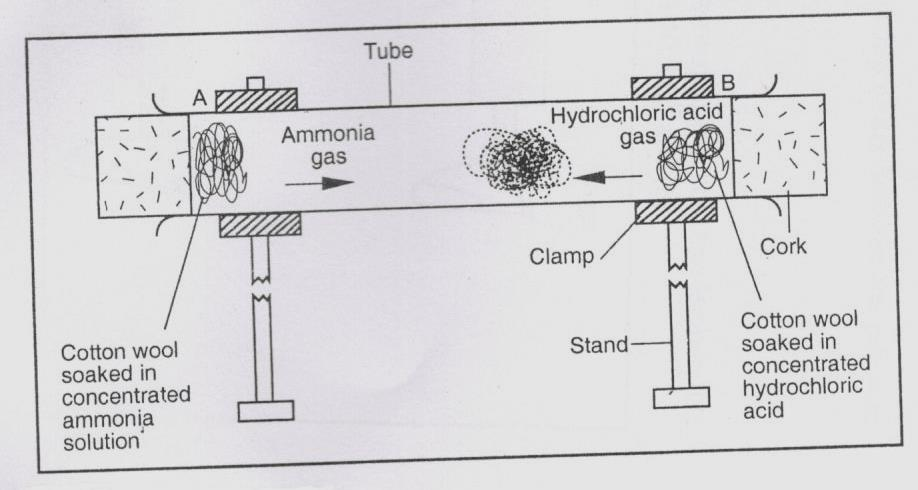 Tube
A
B
Ammonia
gas
Hydrochloric acid
gas
Clamp
Cork
Stand
Cotton wool
soaked in
concentrated
ammonia
solution
Cotton wool
soaked in
concentrated
hydrochloric
acid